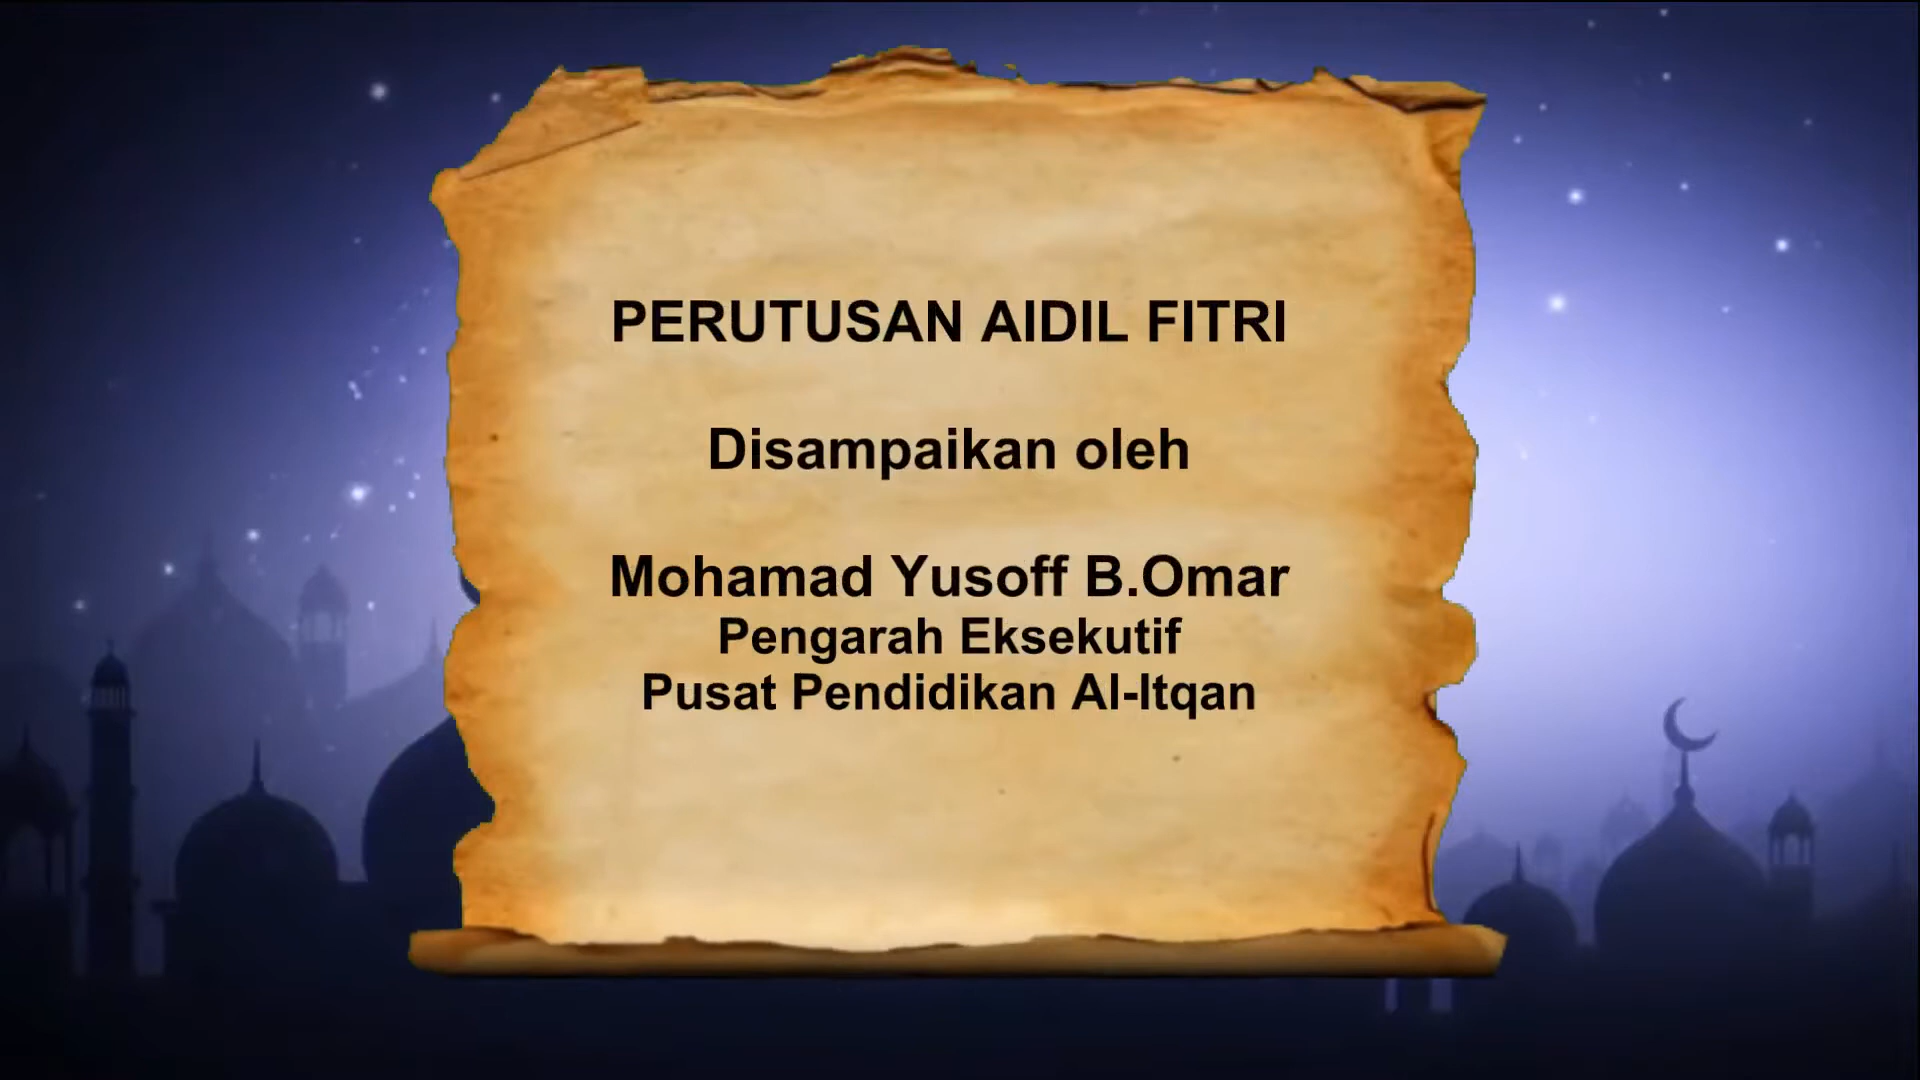 PERUTUSAN AIDIL FITRI
Disampaikan oleh
Mohamad Yusoff B.Omar
Pengarah Eksekutif
Pusat Pendidikan Al-Itqan